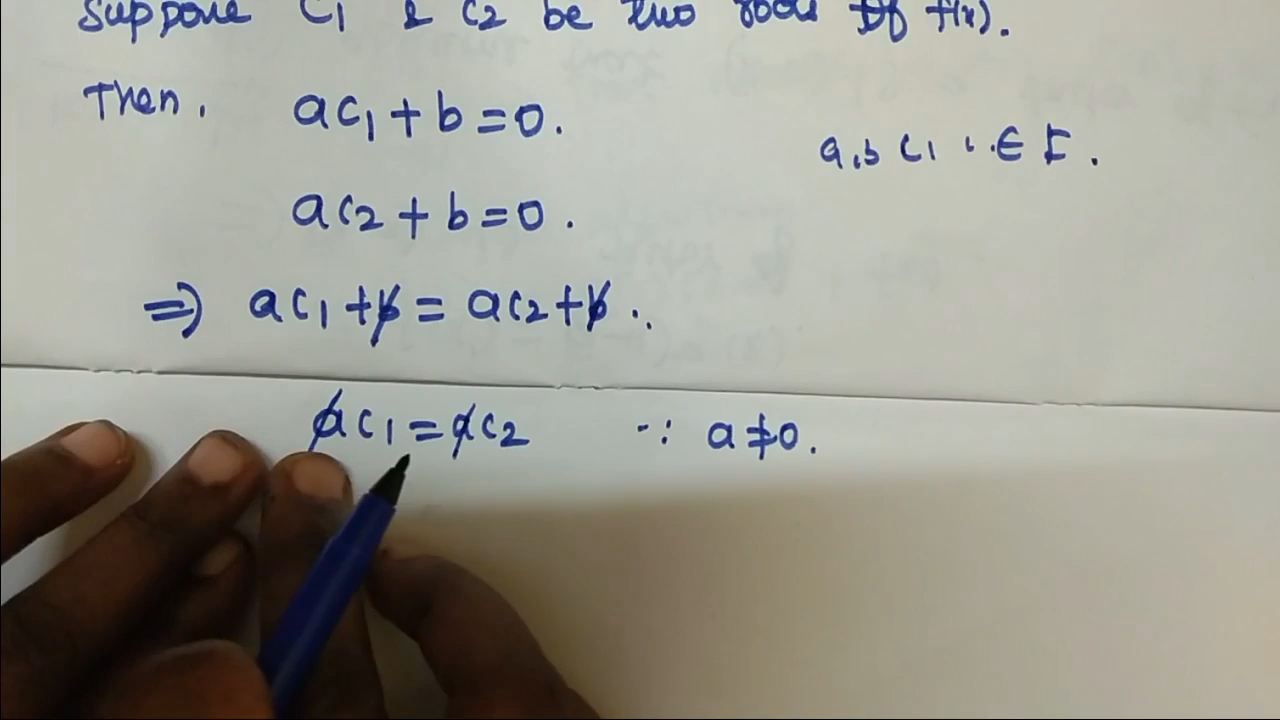 Suppose C1 & C2 be two roots of f(x).
Then, aC1 + b = 0.
a,b C1 ∈ F.
aC2 + b = 0.
⇒ aC1 + b = aC2 + b.
aC1 = aC2 ∵ a ≠ 0.